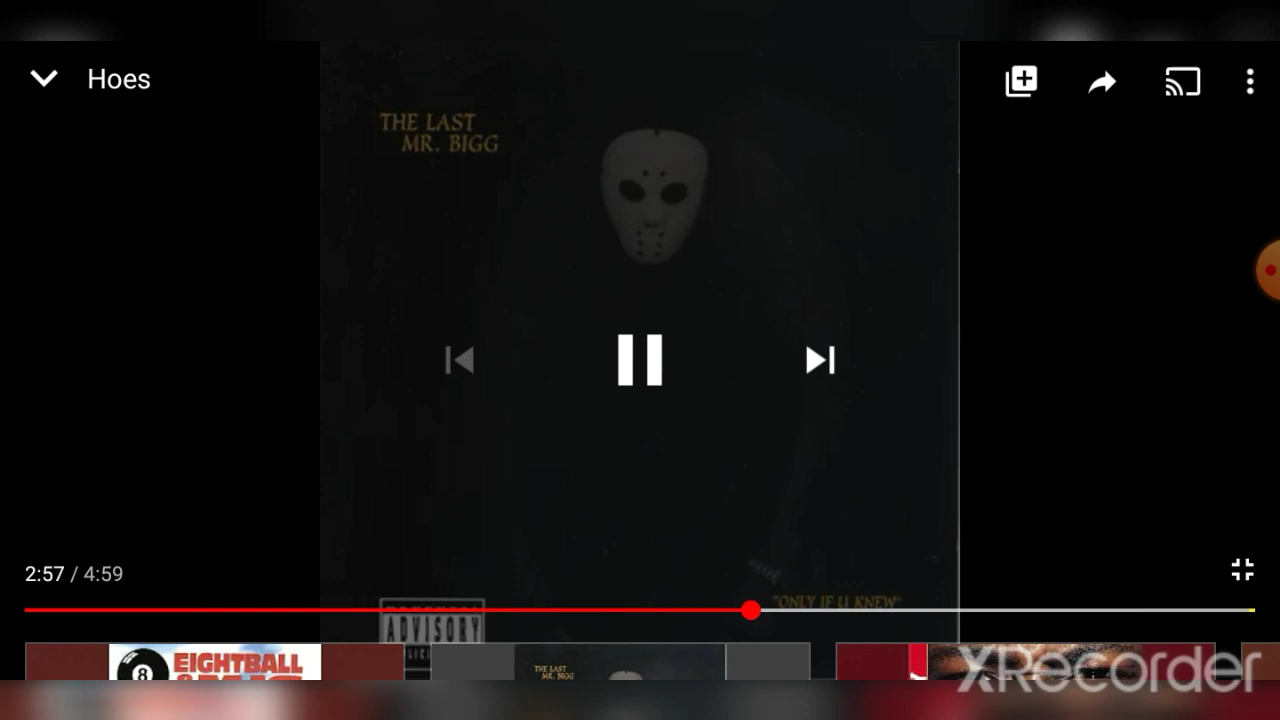 Hoes
THE LAST
MR. BIGG
2:57 / 4:59
"ONLY IF U KNEW"
ADVISORY
8
EIGHTBALL
THE LAST
MR. BIGG
XRecorder